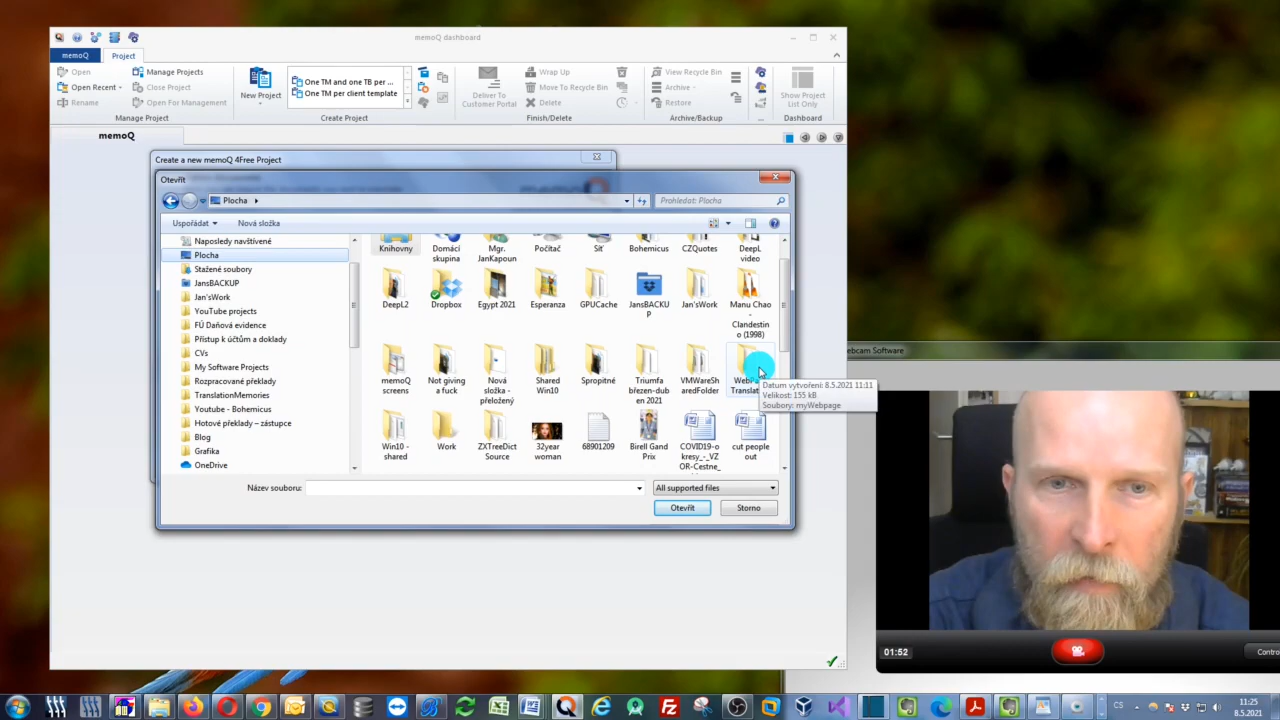 memoQ dashboard
memoQ
Project
Open
Manage Projects
Open Recent
Close Project
Rename
Open For Management
Manage Project
New Project
One TM and one TB per ...
One TM per client template
Create Project
Deliver To Customer Portal
Wrap Up
Move To Recycle Bin
Delete
Finish/Delete
View Recycle Bin
Archive
Restore
Archive/Backup
...
Show Project List Only
Dashboard
memoQ
Create a new memoQ 4Free Project
Otevřít
Plocha
Prohledat: Plocha
Uspořádat
Nová složka
Naposledy navštívené
Plocha
Stažené soubory
JansBACKUP
Jan'sWork
YouTube projects
FÚ Daňová evidence
Přístup k účtům a doklady
CVs
My Software Projects
Rozpracované překlady
TranslationMemories
Youtube - Bohemicus
Hotové překlady – zástupce
Blog
Grafika
OneDrive
Knihovny
Domácí skupina
Mgr. JanKapoun
Počítač
Síť
Bohemicus
CZQuotes
DeepL video
DeepL2
Dropbox
Egypt 2021
Esperanza
GPUCache
JansBACKUP
Jan'sWork
Manu Chao - Clandestino (1998)
memoQ screens
Not giving a fuck
Nová složka - přeložený
Shared Win10
Spropitné
Triumfa březen-duben 2021
VMWareSharedFolder
Datum vytvoření: 8.5.2021 11:11
Velikost: 155 kB
Soubory: myWebpage
Win10 - shared
Work
ZXTreeDict Source
32year woman
68901209
Birell Gand Prix
COVID19-okresy_-_VZOR-Cestne_
cut people out
Název souboru:
All supported files
Otevřít
Storno
ebcam Software
01:52
Contro
CS
11:25
8.5.2021